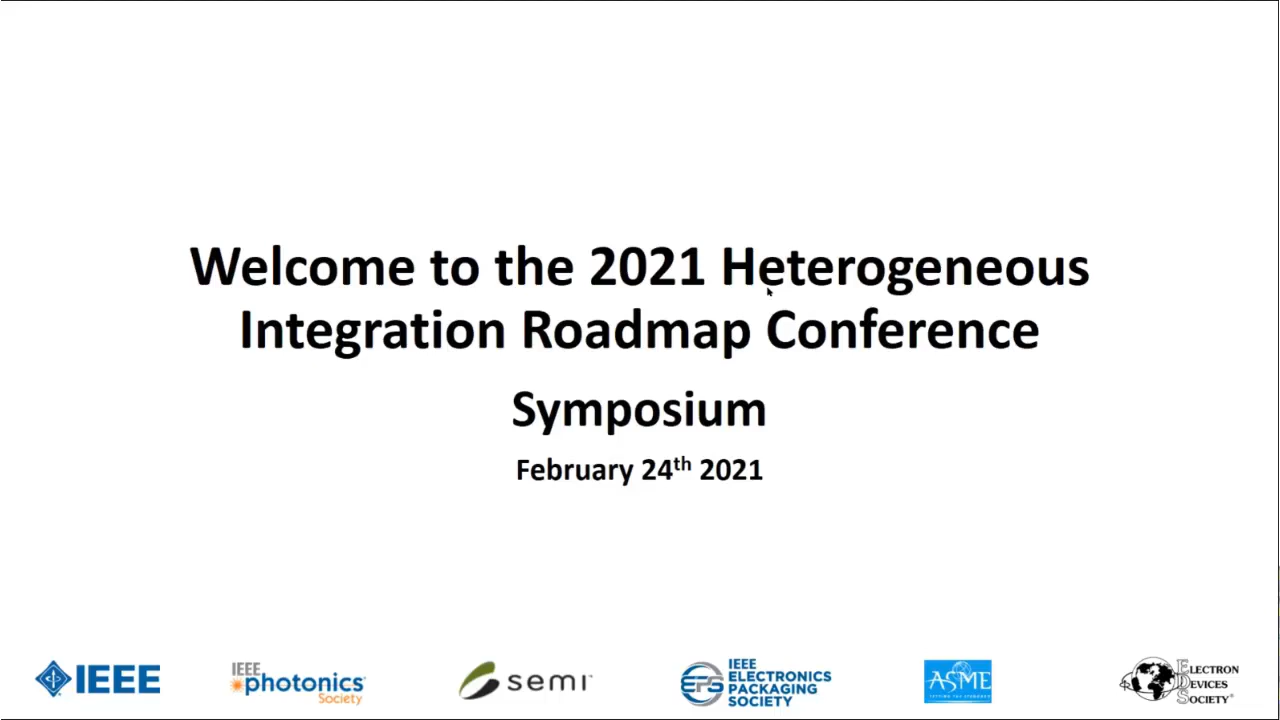 Welcome to the 2021 Heterogeneous
Integration Roadmap Conference
Symposium
February 24th 2021
IEEE
IEEE
photonics
Society
semi
EPS
IEEE
ELECTRONICS
PACKAGING
SOCIETY
ASME
EDS
ELECTRON
DEVICES
SOCIETY®